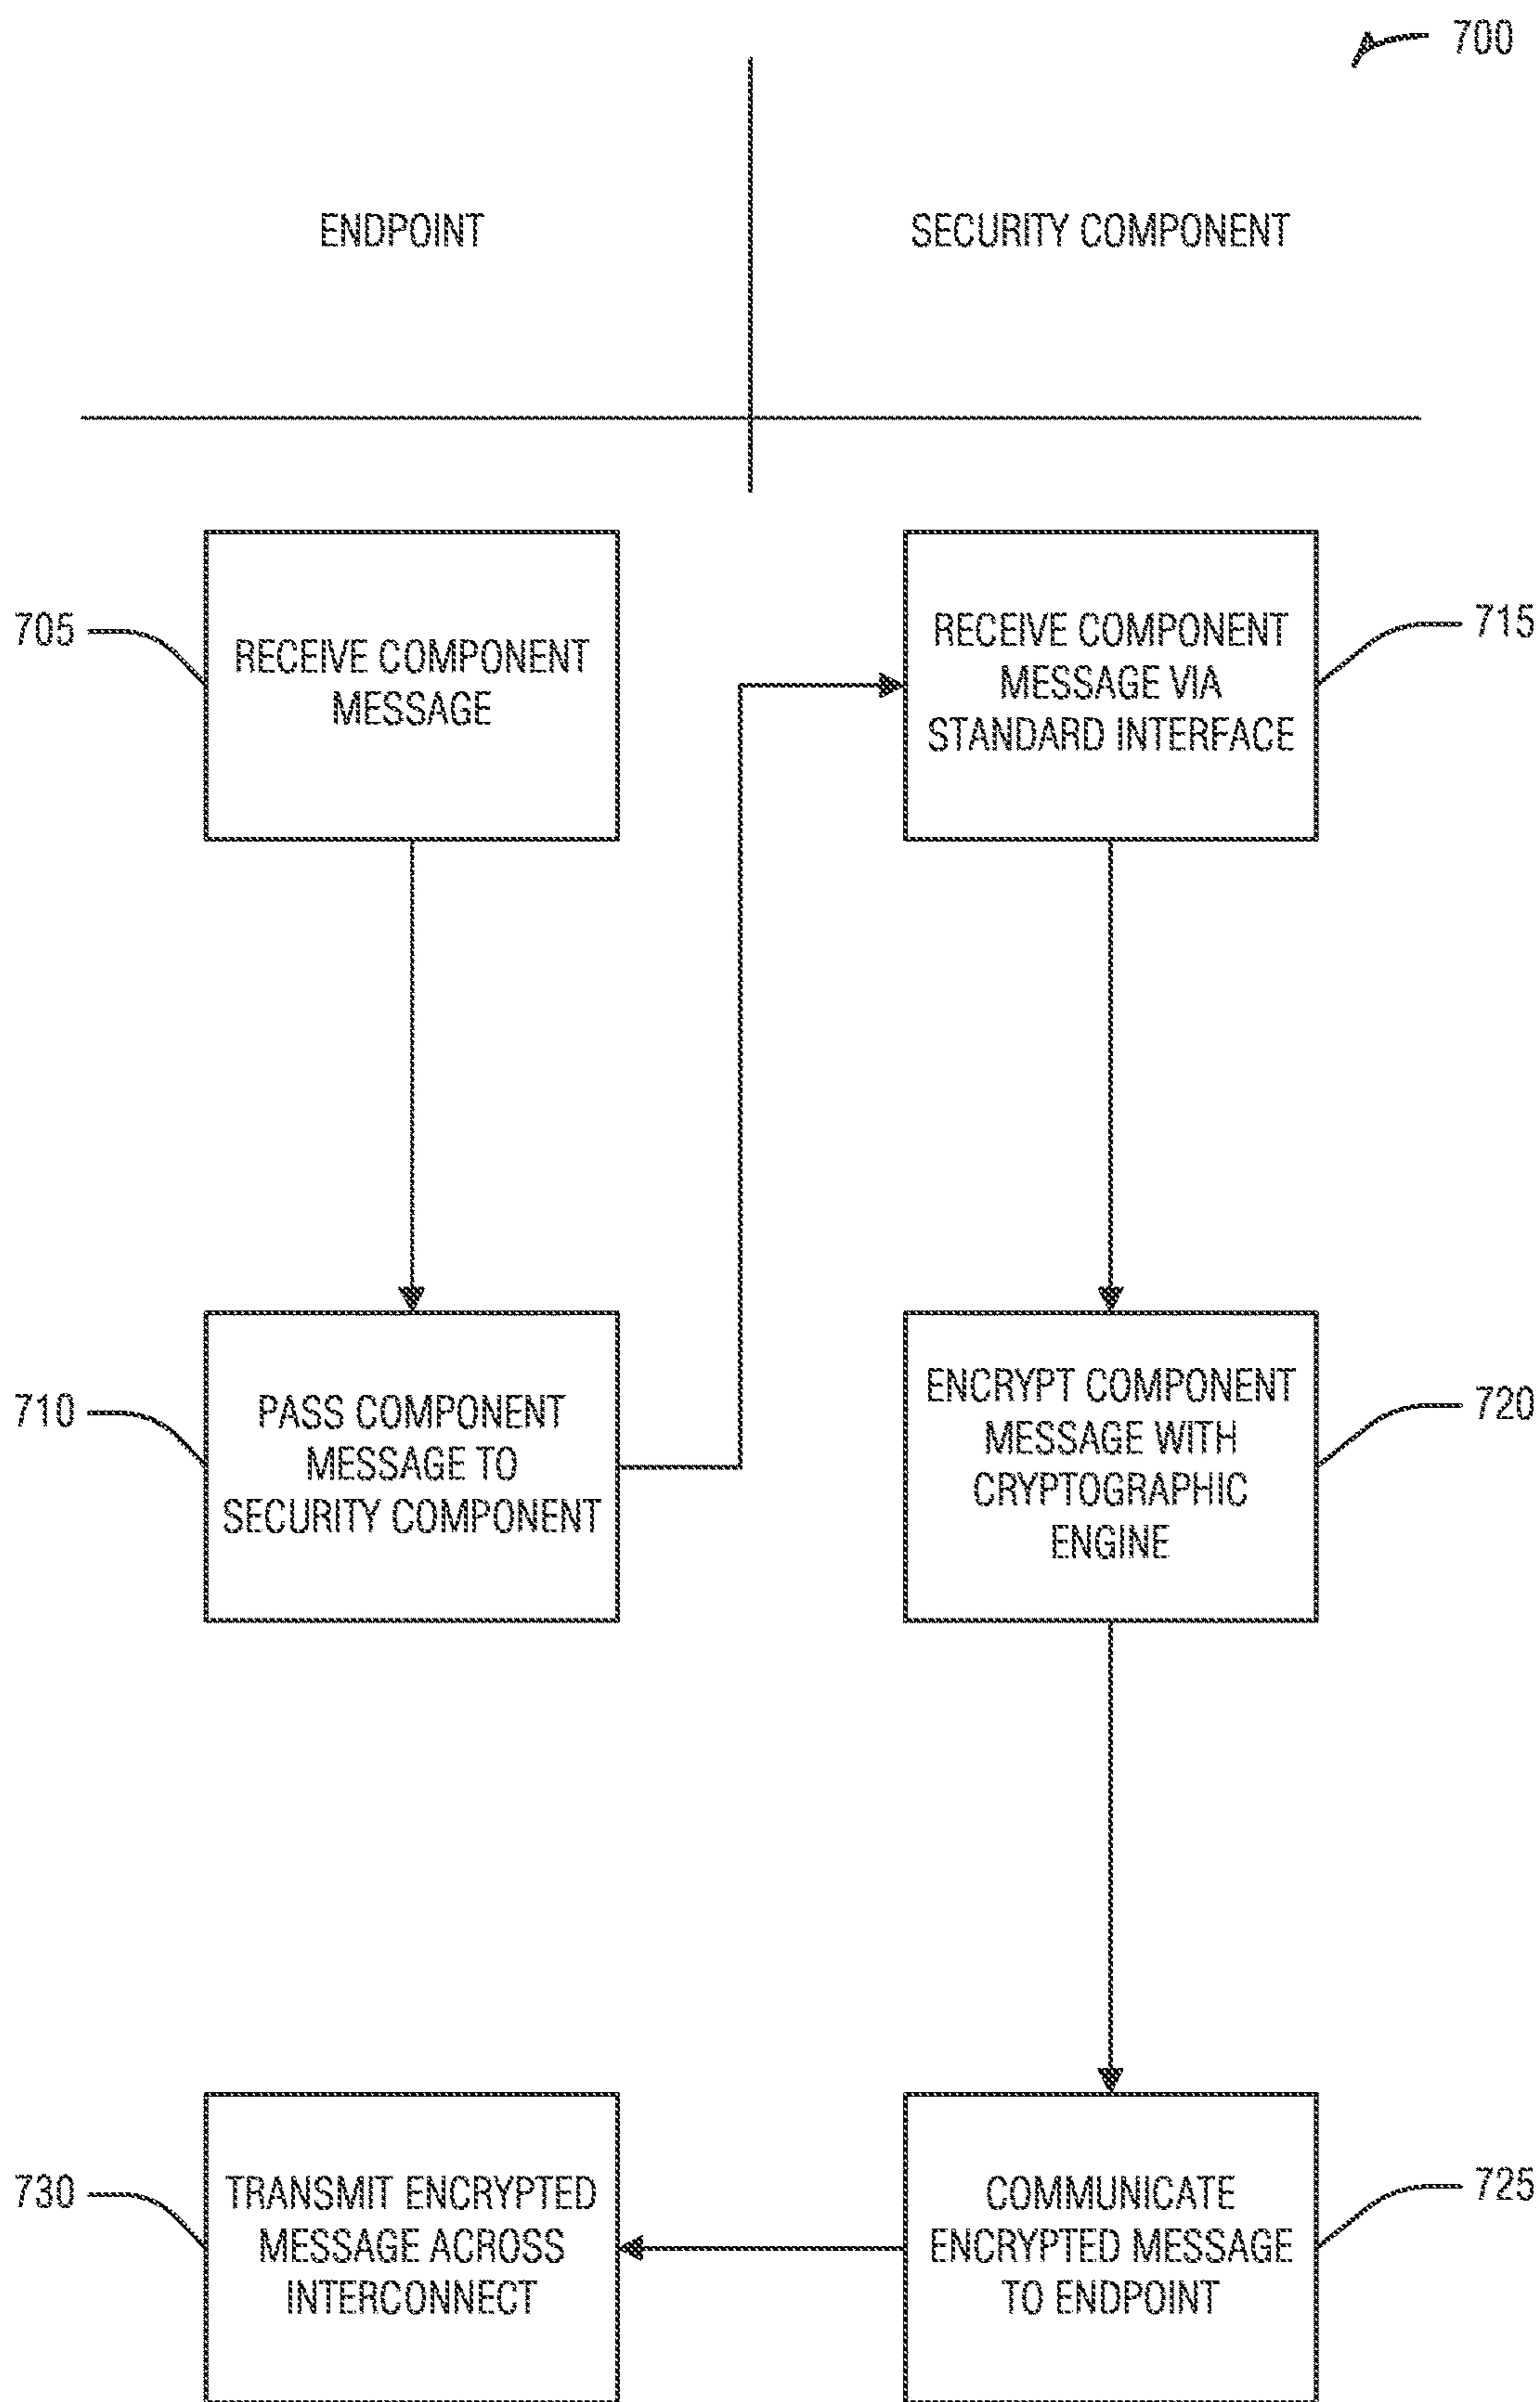 700
ENDPOINT
SECURITY COMPONENT
705
RECEIVE COMPONENT
MESSAGE
715
RECEIVE COMPONENT
MESSAGE VIA
STANDARD INTERFACE
710
PASS COMPONENT
MESSAGE TO
SECURITY COMPONENT
720
ENCRYPT COMPONENT
MESSAGE WITH
CRYPTOGRAPHIC
ENGINE
730
TRANSMIT ENCRYPTED
MESSAGE ACROSS
INTERCONNECT
725
COMMUNICATE
ENCRYPTED MESSAGE
TO ENDPOINT